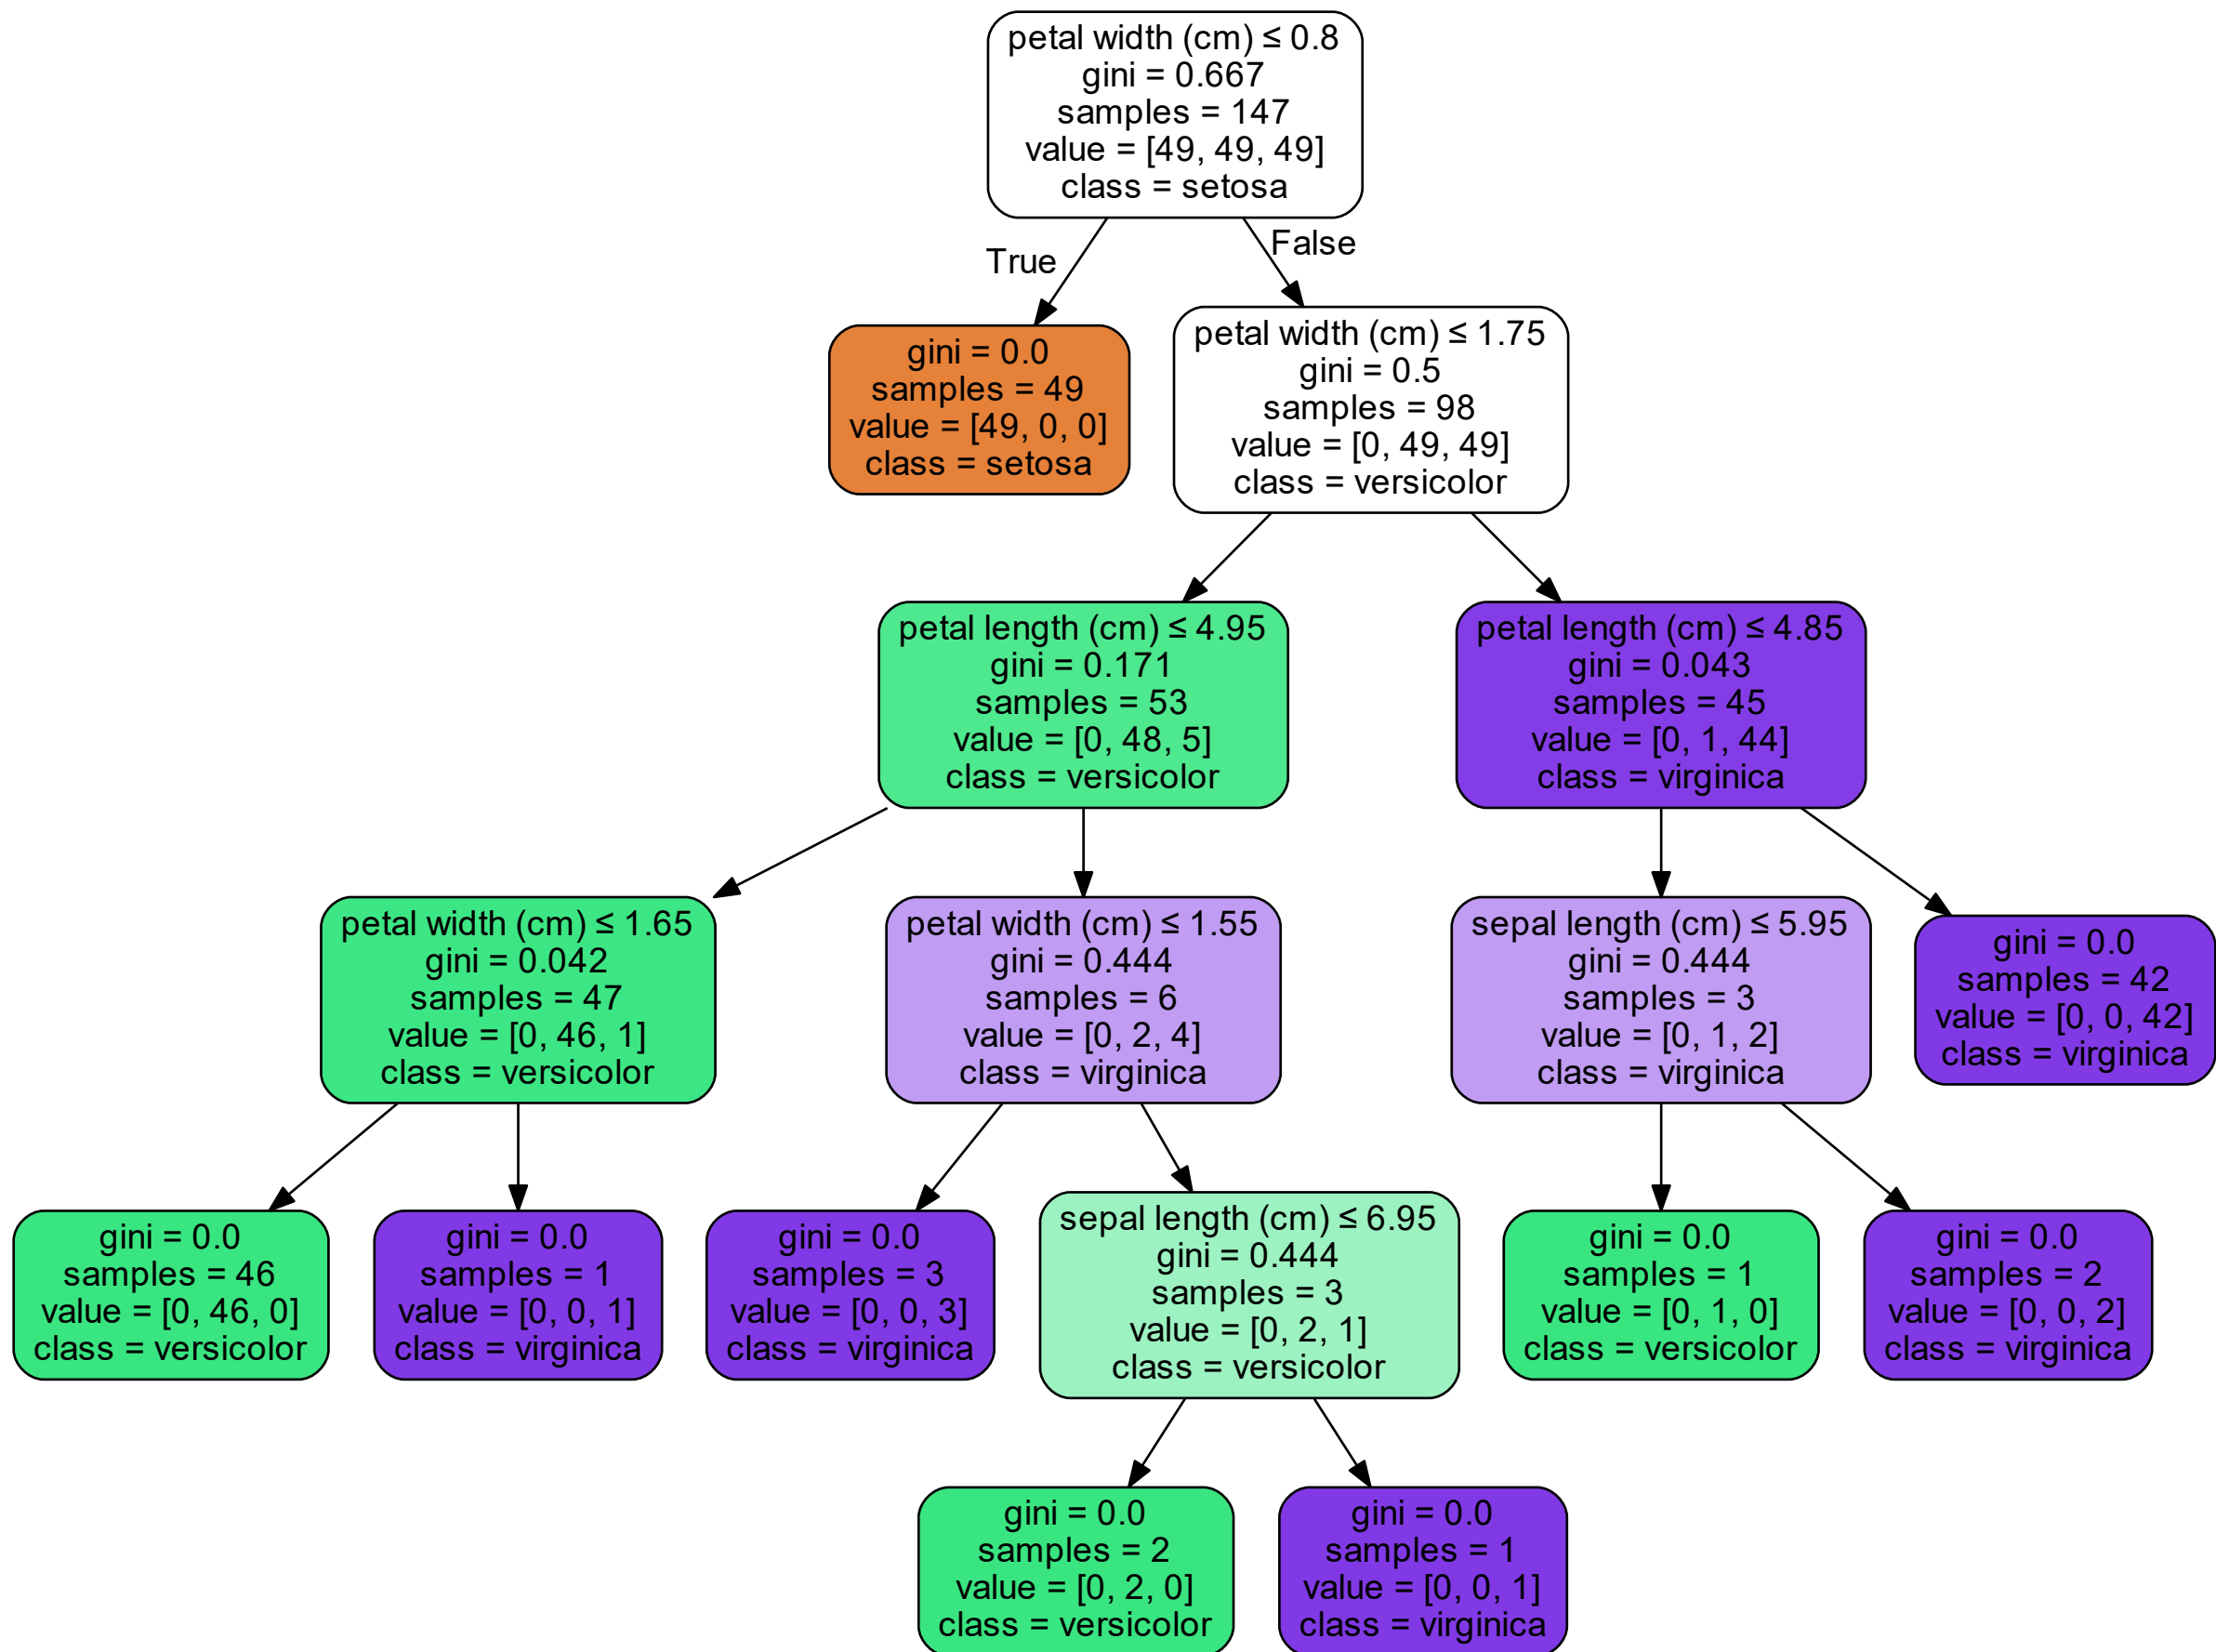 petal width (cm) ≤ 0.8
gini = 0.667
samples = 147
value = [49, 49, 49]
class = setosa
True
False
gini = 0.0
samples = 49
value = [49, 0, 0]
class = setosa
petal width (cm) ≤ 1.75
gini = 0.5
samples = 98
value = [0, 49, 49]
class = versicolor
petal length (cm) ≤ 4.95
gini = 0.171
samples = 53
value = [0, 48, 5]
class = versicolor
petal length (cm) ≤ 4.85
gini = 0.043
samples = 45
value = [0, 1, 44]
class = virginica
petal width (cm) ≤ 1.65
gini = 0.042
samples = 47
value = [0, 46, 1]
class = versicolor
petal width (cm) ≤ 1.55
gini = 0.444
samples = 6
value = [0, 2, 4]
class = virginica
sepal length (cm) ≤ 5.95
gini = 0.444
samples = 3
value = [0, 1, 2]
class = virginica
gini = 0.0
samples = 42
value = [0, 0, 42]
class = virginica
gini = 0.0
samples = 46
value = [0, 46, 0]
class = versicolor
gini = 0.0
samples = 1
value = [0, 0, 1]
class = virginica
gini = 0.0
samples = 3
value = [0, 0, 3]
class = virginica
sepal length (cm) ≤ 6.95
gini = 0.444
samples = 3
value = [0, 2, 1]
class = versicolor
gini = 0.0
samples = 1
value = [0, 1, 0]
class = versicolor
gini = 0.0
samples = 2
value = [0, 0, 2]
class = virginica
gini = 0.0
samples = 2
value = [0, 2, 0]
class = versicolor
gini = 0.0
samples = 1
value = [0, 0, 1]
class = virginica